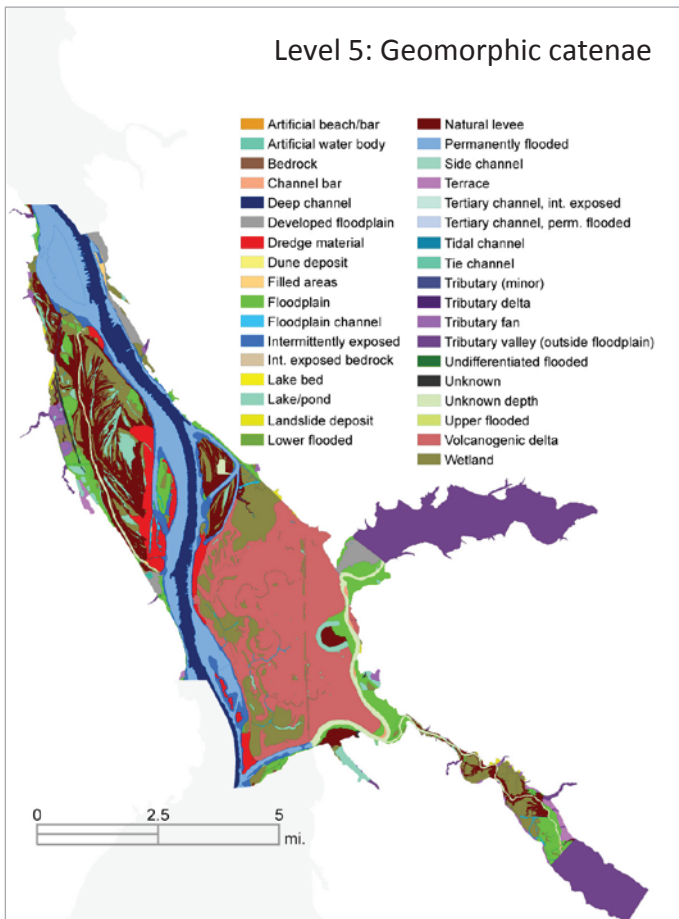 Level 5: Geomorphic catenae
Artificial beach/bar
Artificial water body
Bedrock
Channel bar
Deep channel
Developed floodplain
Dredge material
Dune deposit
Filled areas
Floodplain
Floodplain channel
Intermittently exposed
Int. exposed bedrock
Lake bed
Lake/pond
Landslide deposit
Lower flooded
Natural levee
Permanently flooded
Side channel
Terrace
Tertiary channel, int. exposed
Tertiary channel, perm. flooded
Tidal channel
Tie channel
Tributary (minor)
Tributary delta
Tributary fan
Tributary valley (outside floodplain)
Undifferentiated flooded
Unknown
Unknown depth
Upper flooded
Volcanogenic delta
Wetland
0 2.5 5
mi.